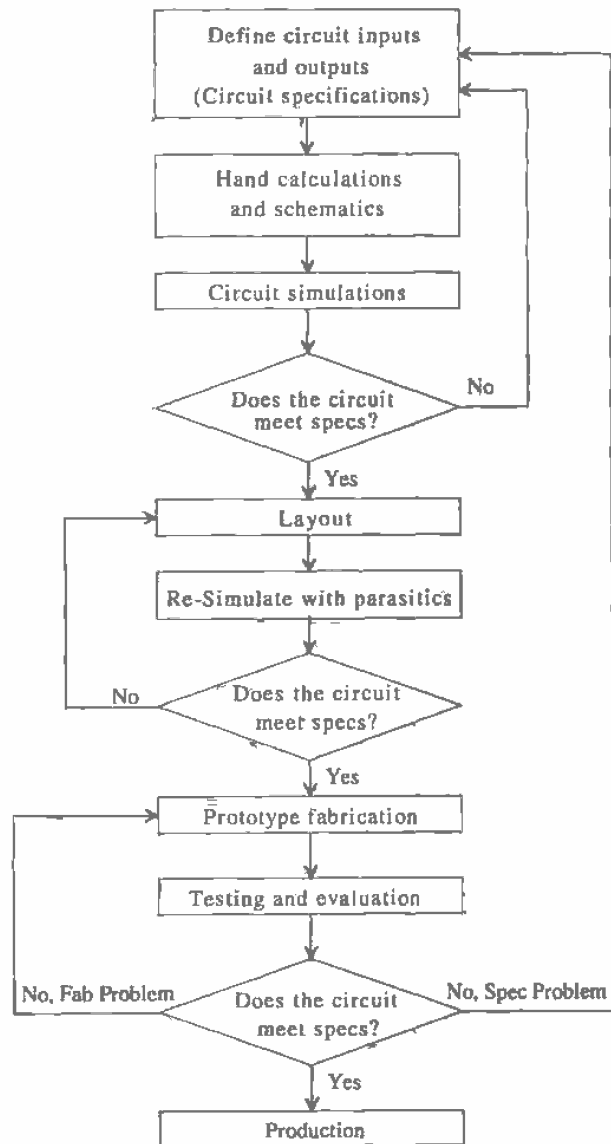 Define circuit inputs
and outputs
(Circuit specifications)
Hand calculations
and schematics
Circuit simulations
Does the circuit
meet specs?
No
Yes
Layout
Re-Simulate with parasitics
Does the circuit
meet specs?
No
Yes
Prototype fabrication
Testing and evaluation
No, Fab Problem
Does the circuit
meet specs?
No, Spec Problem
Yes
Production